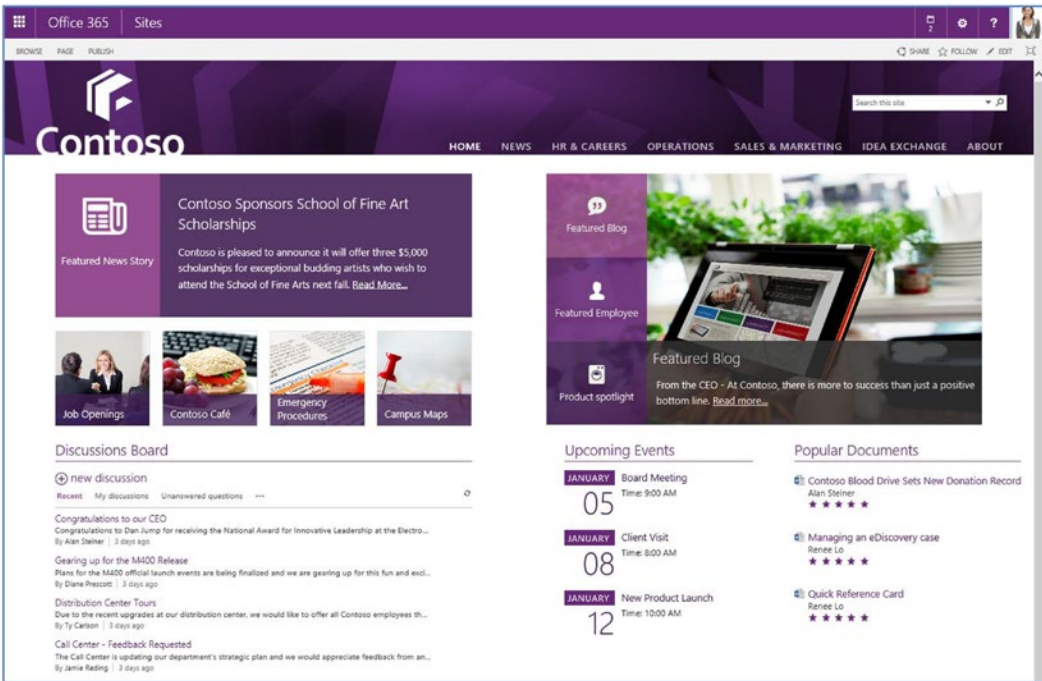 Office 365
Sites
2
?
BROWSE PAGE PUBLISH
SHARE FOLLOW EDIT
Contoso
Search this site
HOME NEWS HR & CAREERS OPERATIONS SALES & MARKETING IDEA EXCHANGE ABOUT
Featured News Story
Contoso Sponsors School of Fine Art
Scholarships
Contoso is pleased to announce it will offer three $5,000
scholarships for exceptional budding artists who wish to
attend the School of Fine Arts next fall. Read More...
Featured Blog
Featured Employee
Product spotlight
Featured Blog
From the CEO - At Contoso, there is more to success than just a positive
bottom line. Read more...
Job Openings
Contoso Café
Emergency
Procedures
Campus Maps
Discussions Board
new discussion
Recent My discussions Unanswered questions ...
Congratulations to our CEO
Congratulations to Dan Jump for receiving the National Award for Innovative Leadership at the Electro...
By Alan Steiner | 3 days ago
Gearing up for the M400 Release
Plans for the M400 official launch events are being finalized and we are gearing up for this fun and exci...
By Diane Prescott | 3 days ago
Distribution Center Tours
Due to the recent upgrades at our distribution center, we would like to offer all Contoso employees th...
By Ty Carlson | 3 days ago
Call Center - Feedback Requested
The Call Center is updating our department's strategic plan and we would appreciate feedback from an...
By Jamie Reding | 3 days ago
Upcoming Events
JANUARY
05
Board Meeting
Time: 9:00 AM
JANUARY
08
Client Visit
Time: 8:00 AM
JANUARY
12
New Product Launch
Time: 10:00 AM
Popular Documents
Contoso Blood Drive Sets New Donation Record
Alan Steiner
Managing an eDiscovery case
Renee Lo
Quick Reference Card
Renee Lo